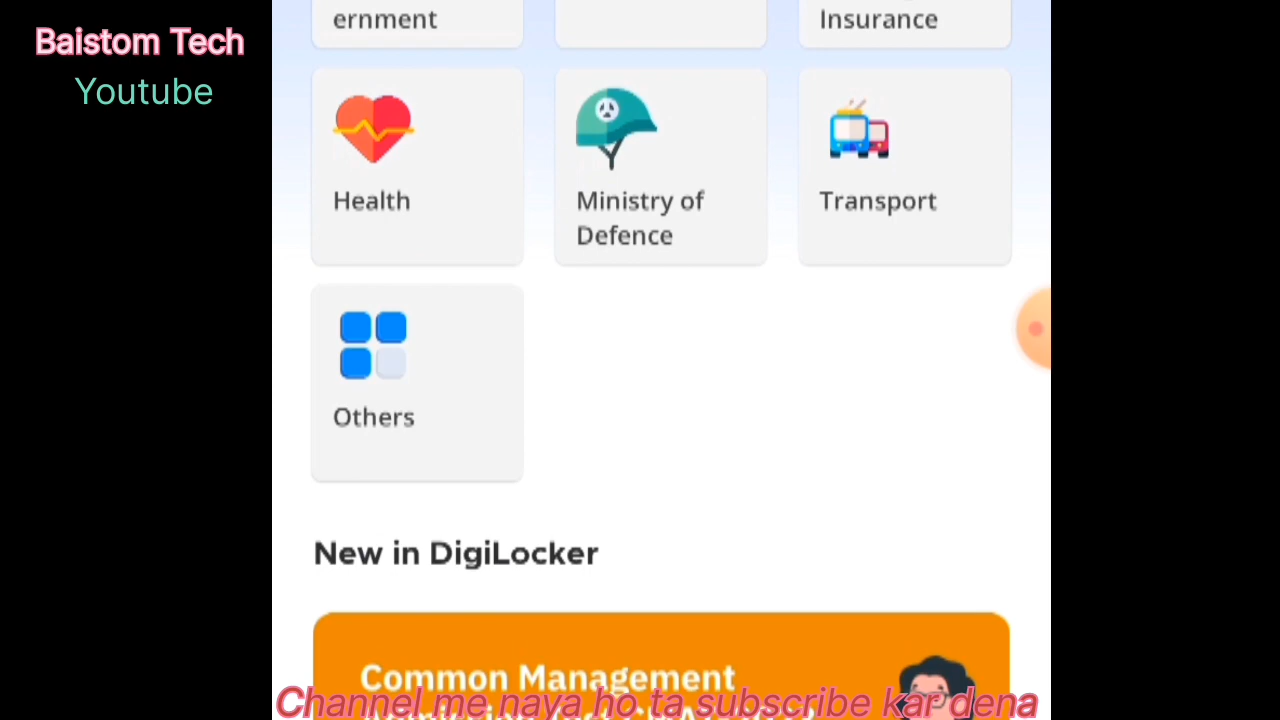 Baistom Tech
Youtube
ernment
Insurance
Health
Ministry of
Defence
Transport
Others
New in DigiLocker
Common Management
Channel me naya ho ta subscribe kar dena